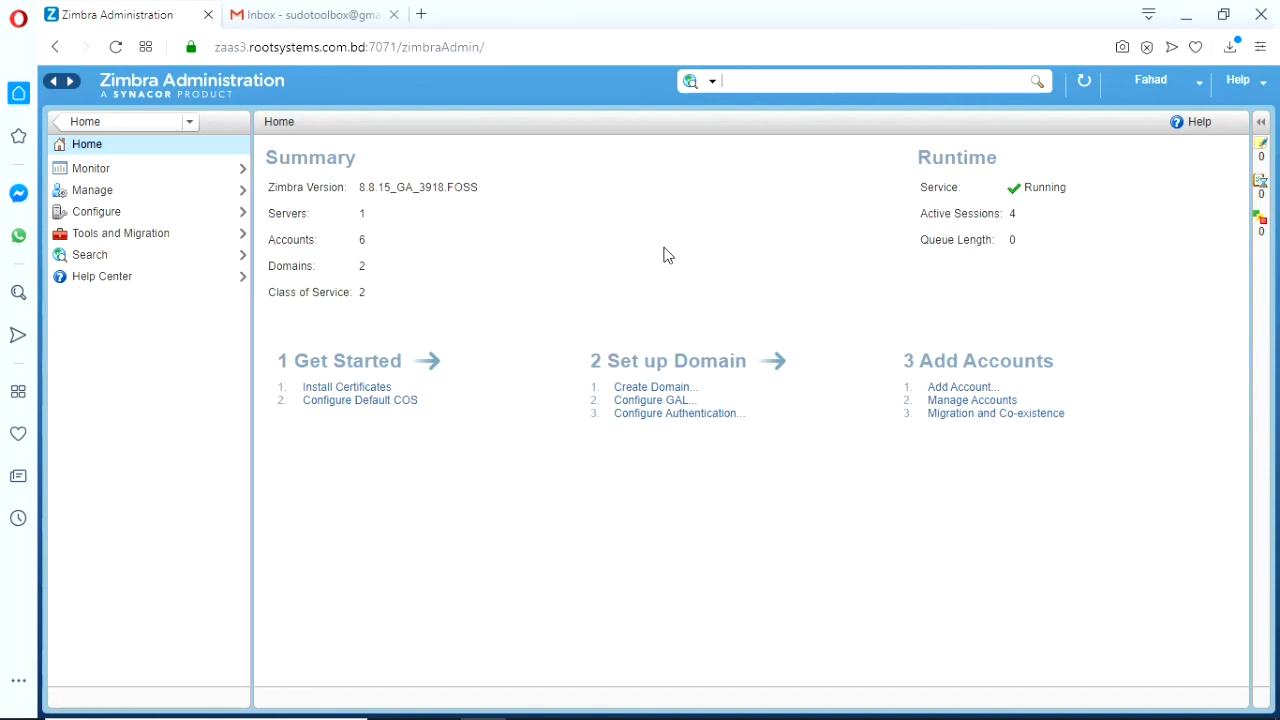 Zimbra Administration
Inbox - sudotoolbox@gma
zaas3.rootsystems.com.bd:7071/zimbraAdmin/
Zimbra Administration
A SYNACOR PRODUCT
Fahad
Help
Home
Home
Help
Home
Monitor
Manage
Configure
Tools and Migration
Search
Help Center
Summary
Zimbra Version: 8.8.15_GA_3918.FOSS
Servers: 1
Accounts: 6
Domains: 2
Class of Service: 2
Runtime
Service: Running
Active Sessions: 4
Queue Length: 0
0
0
0
1 Get Started
1. Install Certificates
2. Configure Default COS
2 Set up Domain
1. Create Domain...
2. Configure GAL...
3. Configure Authentication...
3 Add Accounts
1. Add Account...
2. Manage Accounts
3. Migration and Co-existence